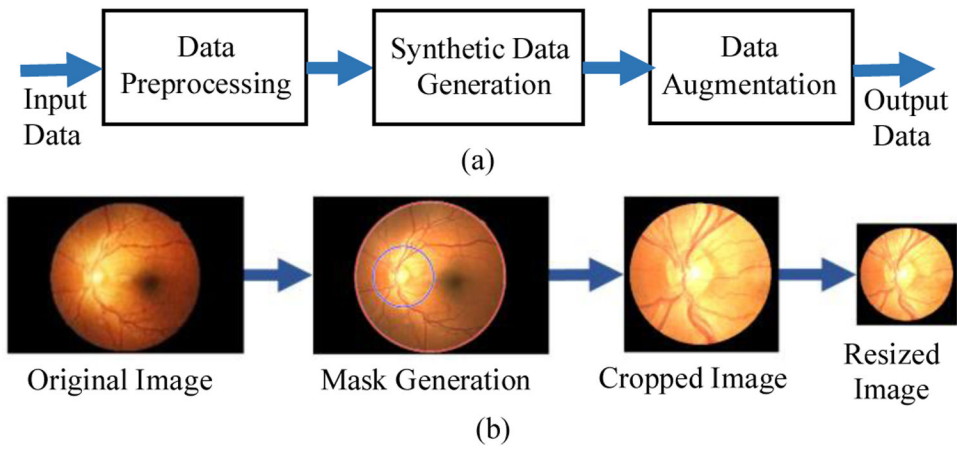 Data
Preprocessing
Synthetic Data
Generation
Data
Augmentation
Input
Data
Output
Data
(a)
Original Image
Mask Generation
Cropped Image
Resized
Image
(b)